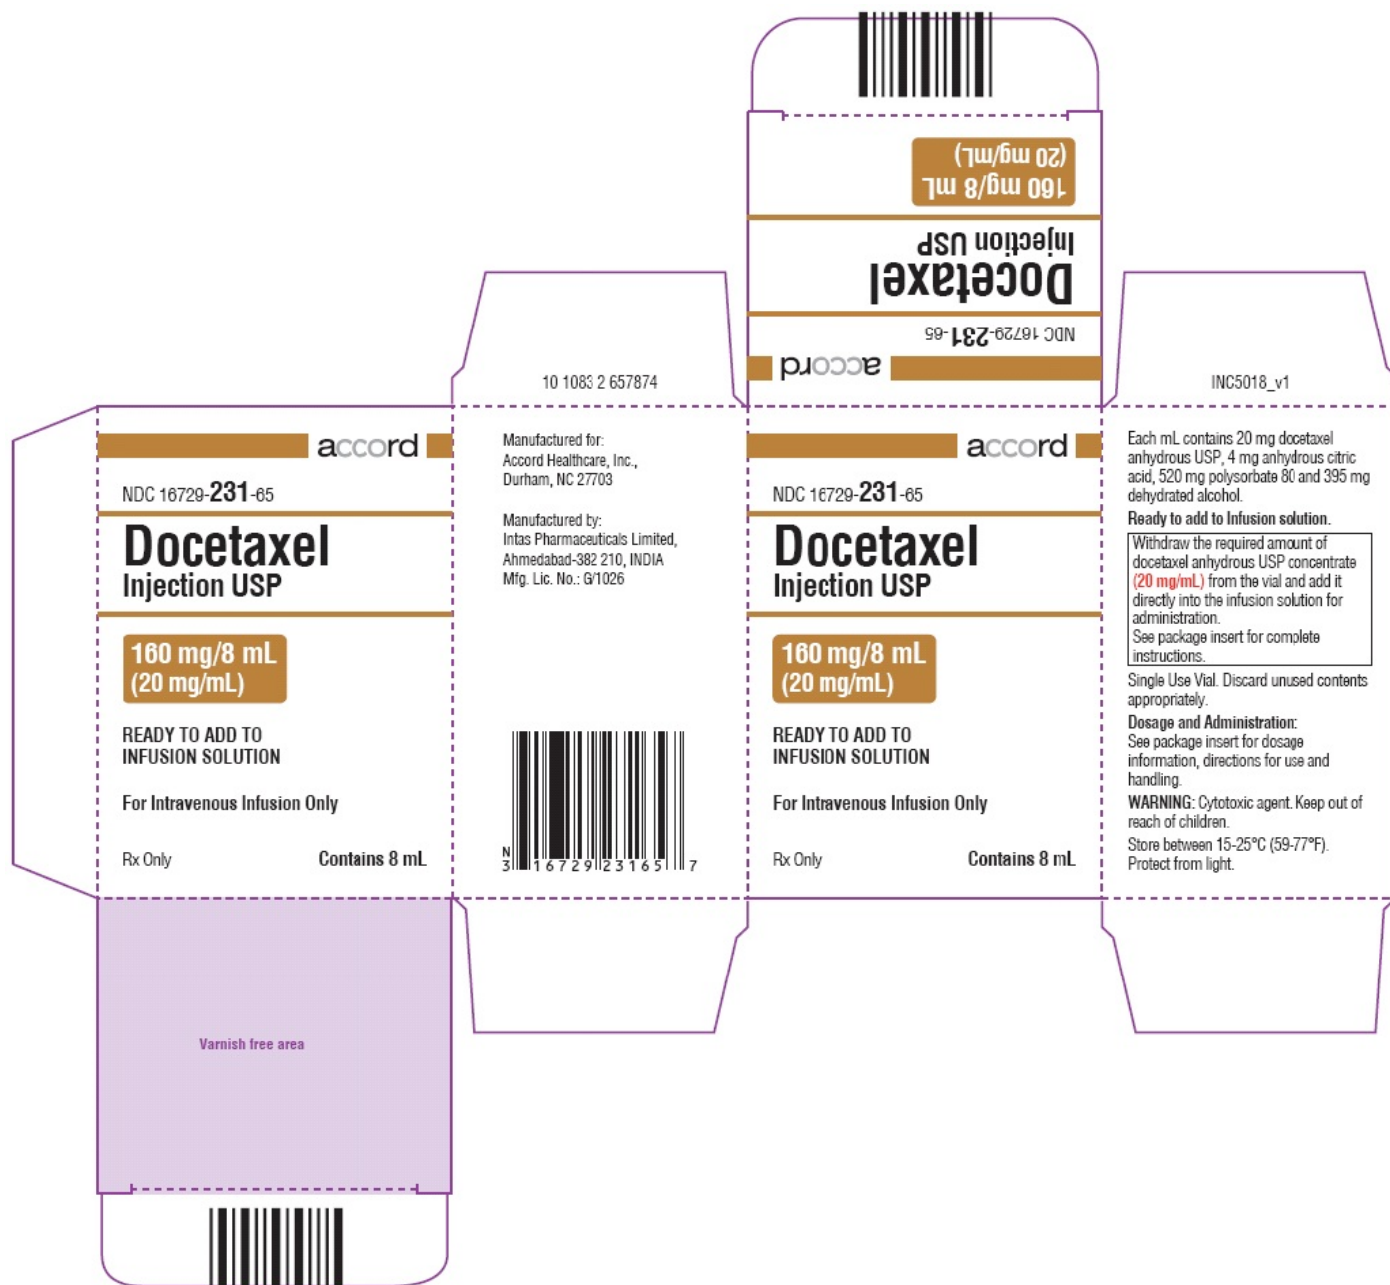 160 mg/8 mL
(20 mg/mL)
Docetaxel
Injection USP
NDC 16729-231-65
accord
10 1083 2 657874
INC5018_v1
accord
NDC 16729-231-65
Docetaxel
Injection USP
160 mg/8 mL
(20 mg/mL)
READY TO ADD TO
INFUSION SOLUTION
For Intravenous Infusion Only
Rx Only
Contains 8 mL
Manufactured for:
Accord Healthcare, Inc.,
Durham, NC 27703
Manufactured by:
Intas Pharmaceuticals Limited,
Ahmedabad-382 210, INDIA
Mfg. Lic. No.: G/1026
N
3 16729 23165 7
accord
NDC 16729-231-65
Docetaxel
Injection USP
160 mg/8 mL
(20 mg/mL)
READY TO ADD TO
INFUSION SOLUTION
For Intravenous Infusion Only
Rx Only
Contains 8 mL
Each mL contains 20 mg docetaxel
anhydrous USP, 4 mg anhydrous citric
acid, 520 mg polysorbate 80 and 395 mg
dehydrated alcohol.
Ready to add to Infusion solution.
Withdraw the required amount of
docetaxel anhydrous USP concentrate
(20 mg/mL) from the vial and add it
directly into the infusion solution for
administration.
See package insert for complete
instructions.
Single Use Vial. Discard unused contents
appropriately.
Dosage and Administration:
See package insert for dosage
information, directions for use and
handling.
WARNING: Cytotoxic agent. Keep out of
reach of children.
Store between 15-25°C (59-77°F).
Protect from light.
Varnish free area